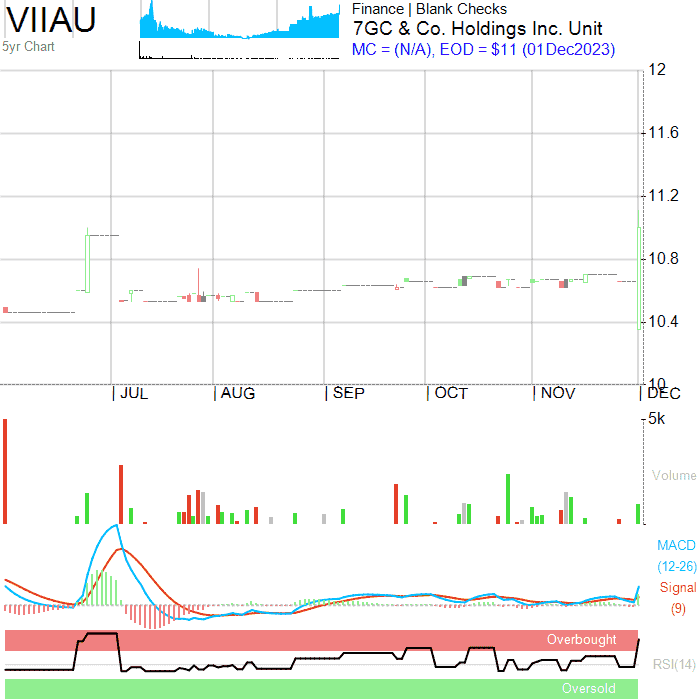 VIIAU
5yr Chart
Finance | Blank Checks
7GC & Co. Holdings Inc. Unit
MC = (N/A), EOD = $11 (01Dec2023)
12
11.6
11.2
10.8
10.4
10
| JUL | AUG | SEP | OCT | NOV | DEC
5k
Volume
MACD
(12-26)
Signal
(9)
Overbought
RSI(14)
Oversold